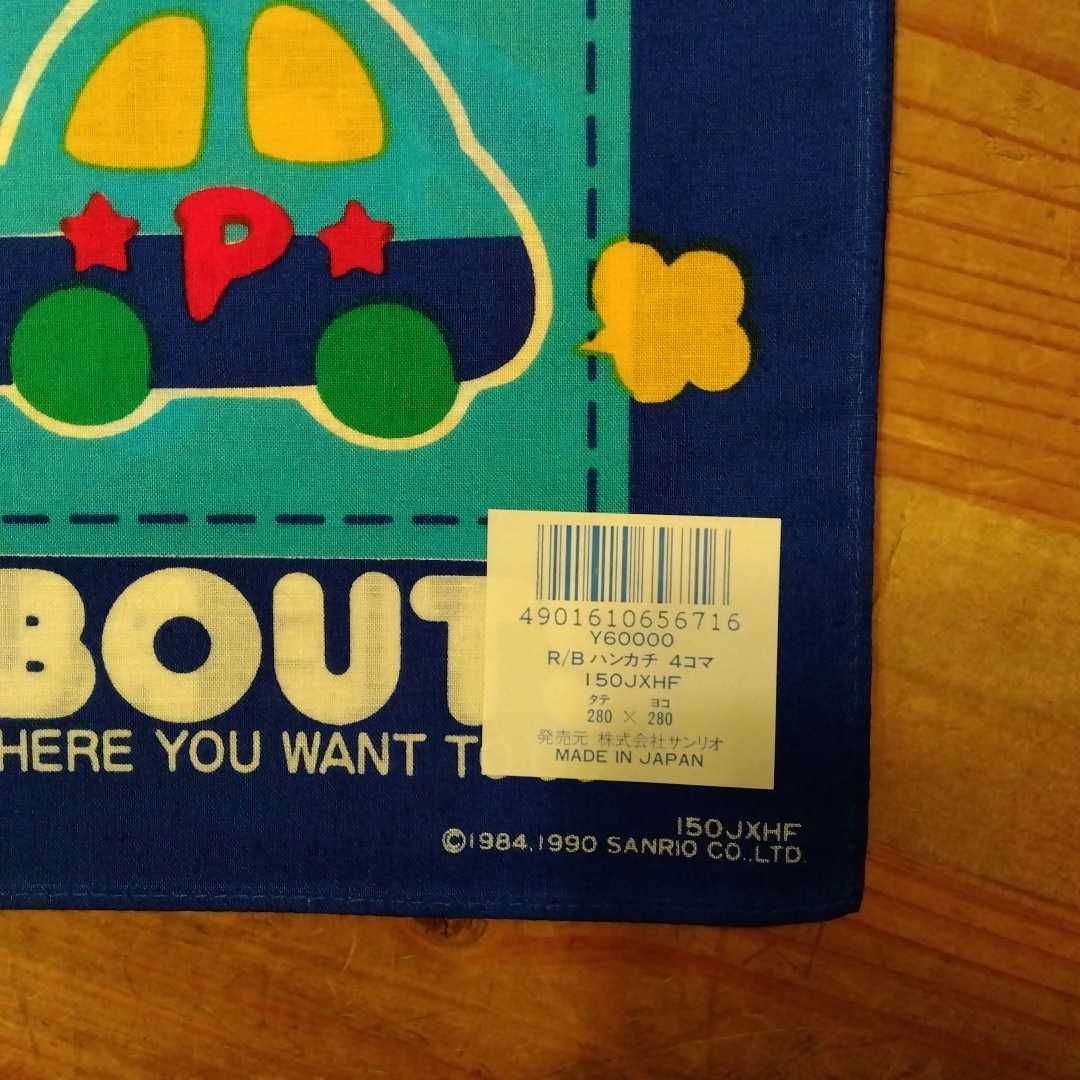 P
BOUT
HERE YOU WANT
4901610656716
Y60000
R/B ハンカチ 4コマ
150JXHF
タテ ヨコ
280 × 280
発売元 株式会社サンリオ
MADE IN JAPAN
150JXHF
©1984,1990 SANRIO CO.,LTD.